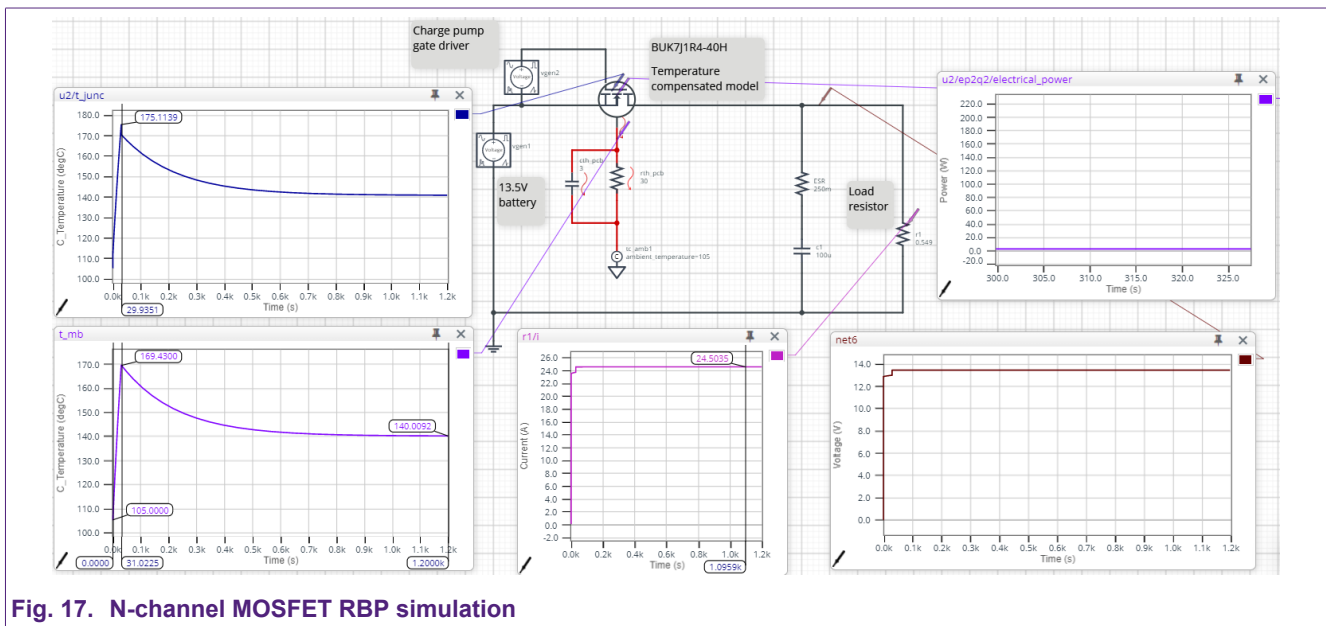 Charge pump
gate driver
BUK7J1R4-40H
Temperature
compensated model
Voltage
vgen2
Voltage
vgen1
13.5V
battery
cth_pcb
3
rth_pcb
30
tc_amb1
ambient_temperature=105
C
ESR
250m
c1
100u
Load
resistor
r1
0.549
u2/t_junc
175.1139
180.0
170.0
160.0
150.0
140.0
130.0
120.0
110.0
100.0
C_Temperature (degC)
0.0k 0.1k 0.2k 0.3k 0.4k 0.5k 0.6k 0.7k 0.8k 0.9k 1.0k 1.1k 1.2k
29.9351
Time (s)
u2/ep2q2/electrical_power
220.0
200.0
180.0
160.0
140.0
120.0
100.0
80.0
60.0
40.0
20.0
0.0
-20.0
Power (W)
300.0 305.0 310.0 315.0 320.0 325.0
Time (s)
t_mb
169.4300
170.0
160.0
150.0
140.0
130.0
120.0
110.0
100.0
140.0092
105.0000
C_Temperature (degC)
0.0k 0.1k 0.2k 0.3k 0.4k 0.5k 0.6k 0.7k 0.8k 0.9k 1.0k 1.1k 1.2k
0.0000 31.0225 Time (s) 1.2000k
r1/i
24.5035
26.0
24.0
22.0
20.0
18.0
16.0
14.0
12.0
10.0
8.0
6.0
4.0
2.0
0.0
-2.0
Current (A)
0.0k 0.2k 0.4k 0.6k 0.8k 1.0k 1.2k
Time (s)
1.0959k
net6
14.0
12.0
10.0
8.0
6.0
4.0
2.0
0.0
Voltage (V)
0.0k 0.1k 0.2k 0.3k 0.4k 0.5k 0.6k 0.7k 0.8k 0.9k 1.0k 1.1k 1.2k
Time (s)
Fig. 17. N-channel MOSFET RBP simulation